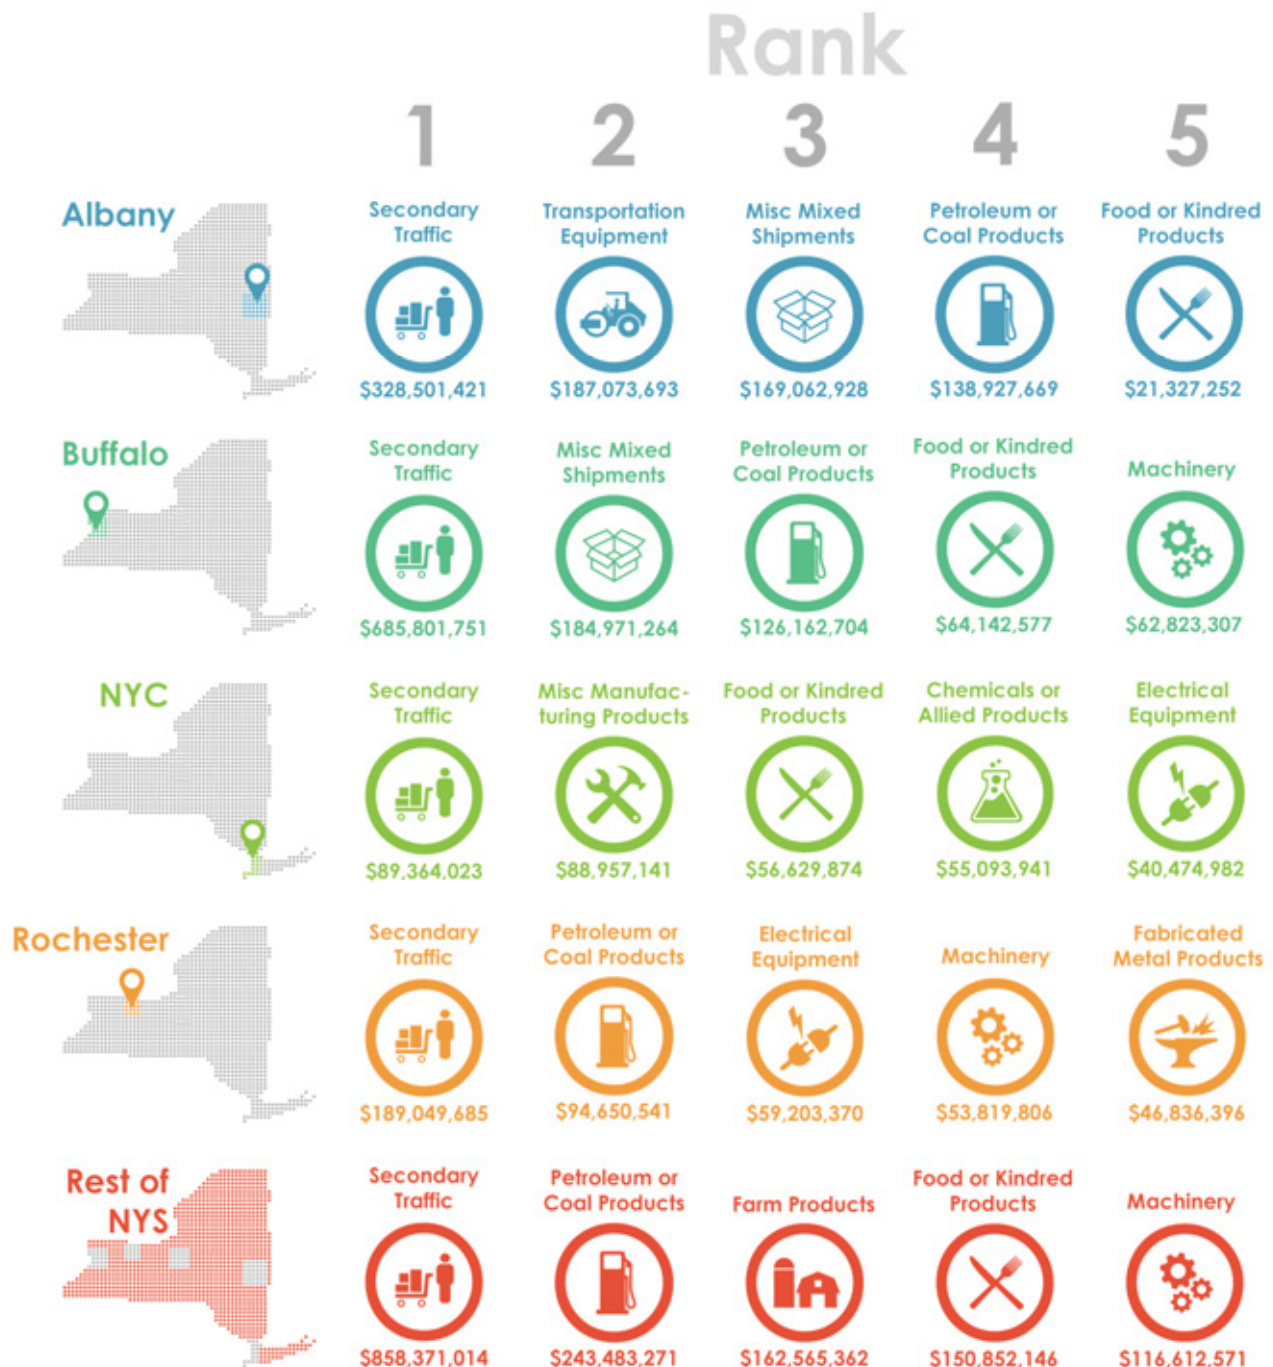 Rank
1 2 3 4 5
Albany
Secondary
Traffic
$328,501,421
Transportation
Equipment
$187,073,693
Misc Mixed
Shipments
$169,062,928
Petroleum or
Coal Products
$138,927,669
Food or Kindred
Products
$21,327,252
Buffalo
Secondary
Traffic
$685,801,751
Misc Mixed
Shipments
$184,971,264
Petroleum or
Coal Products
$126,162,704
Food or Kindred
Products
$64,142,577
Machinery
$62,823,307
NYC
Secondary
Traffic
$89,364,023
Misc Manufac-
turing Products
$88,957,141
Food or Kindred
Products
$56,629,874
Chemicals or
Allied Products
$55,093,941
Electrical
Equipment
$40,474,982
Rochester
Secondary
Traffic
$189,049,685
Petroleum or
Coal Products
$94,650,541
Electrical
Equipment
$59,203,370
Machinery
$53,819,806
Fabricated
Metal Products
$46,836,396
Rest of
NYS
Secondary
Traffic
$858,371,014
Petroleum or
Coal Products
$243,483,271
Farm Products
$162,565,362
Food or Kindred
Products
$150,852,146
Machinery
$116,612,571